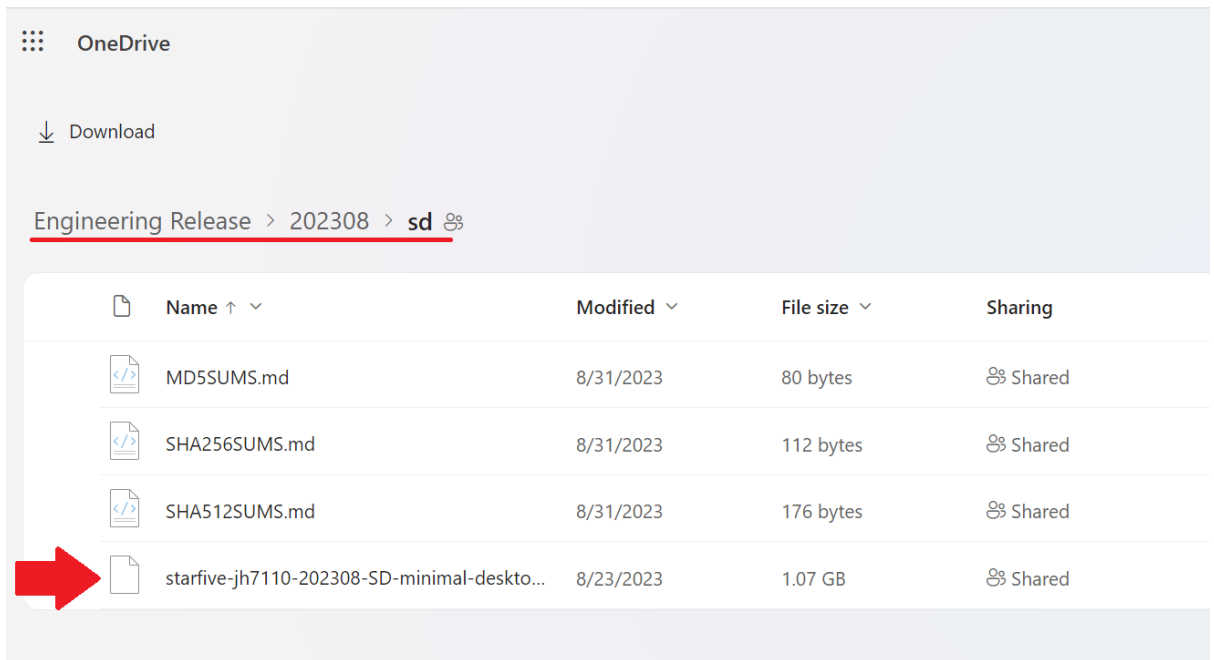 OneDrive
Download
Engineering Release > 202308 > sd
Name ↑ Modified File size Sharing
MD5SUMS.md 8/31/2023 80 bytes Shared
SHA256SUMS.md 8/31/2023 112 bytes Shared
SHA512SUMS.md 8/31/2023 176 bytes Shared
starfive-jh7110-202308-SD-minimal-deskto... 8/23/2023 1.07 GB Shared